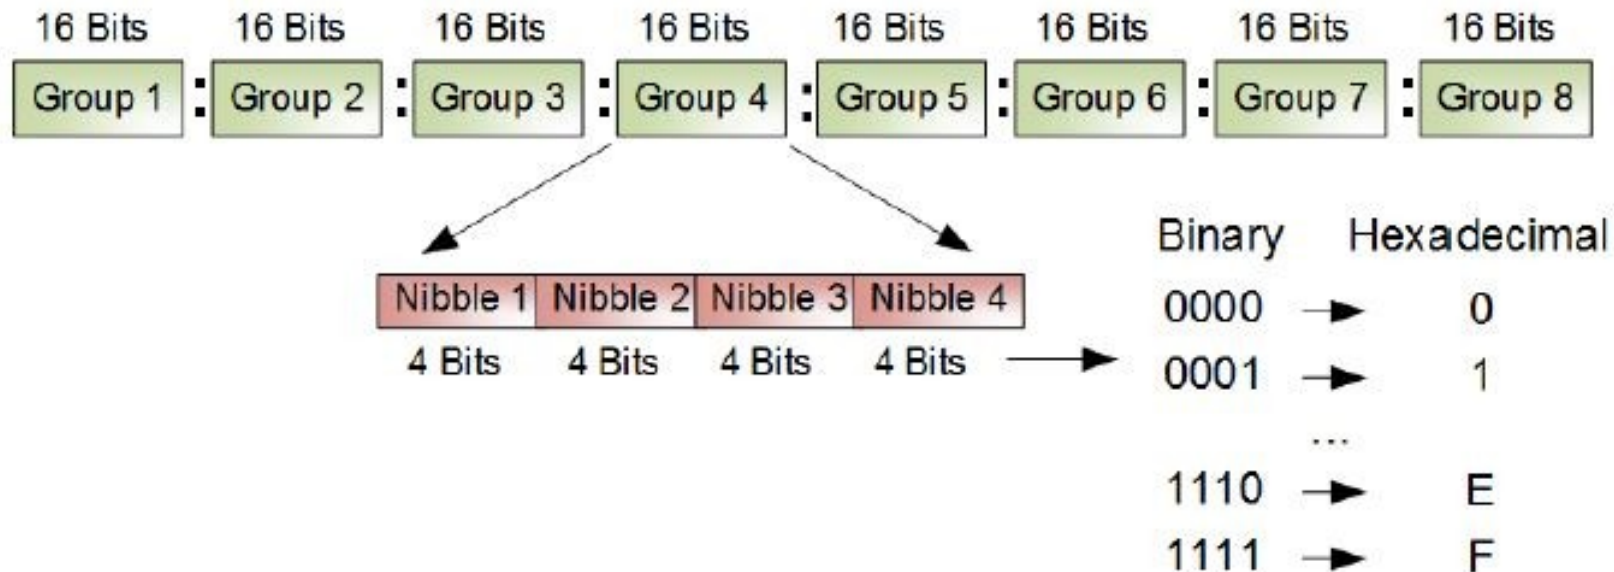 16 Bits 16 Bits 16 Bits 16 Bits 16 Bits 16 Bits 16 Bits 16 Bits
Group 1 : Group 2 : Group 3 : Group 4 : Group 5 : Group 6 : Group 7 : Group 8
Nibble 1 Nibble 2 Nibble 3 Nibble 4
4 Bits 4 Bits 4 Bits 4 Bits
Binary Hexadecimal
0000 0
0001 1
...
1110 E
1111 F